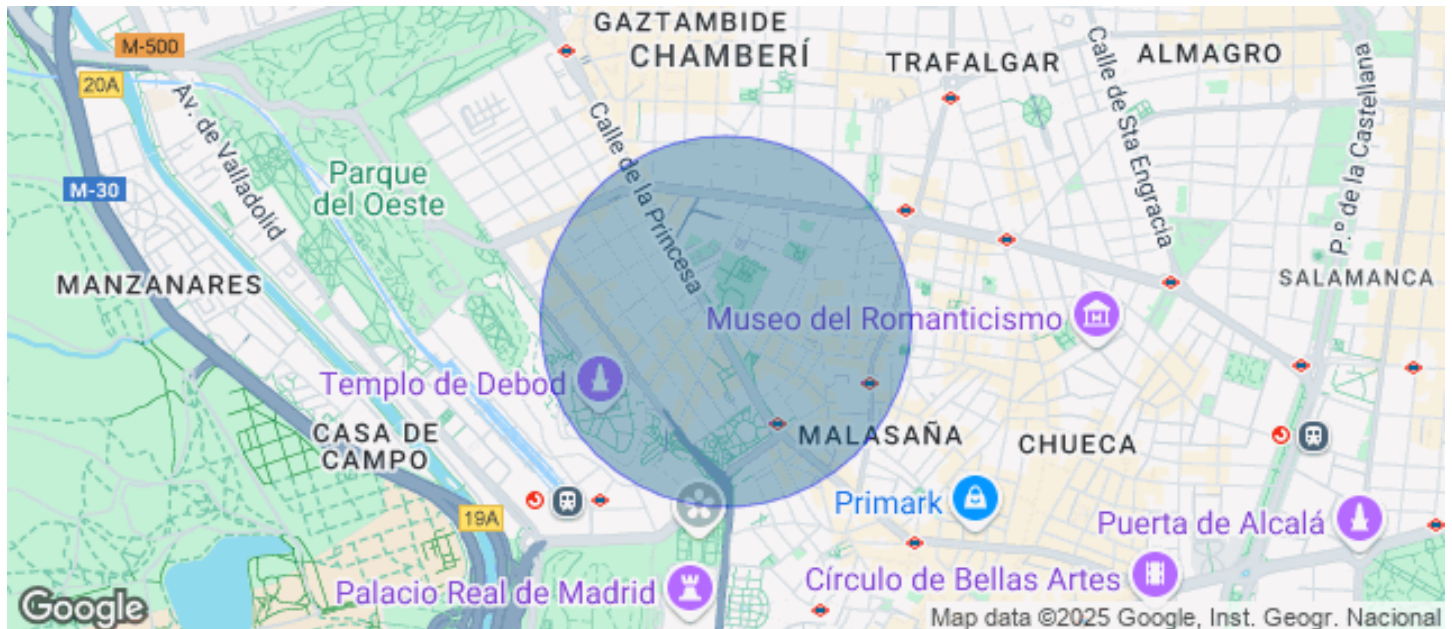 GAZTAMBIDE
CHAMBERÍ
M-500
20A
TRAFALGAR
ALMAGRO
Av. de Valladolid
Calle de la Princesa
Calle de Sta Engracia
P.º de la Castellana
Parque
del Oeste
M-30
MANZANARES
SALAMANCA
Museo del Romanticismo
Templo de Debod
CASA DE
CAMPO
MALASAÑA
CHUECA
19A
Primark
Puerta de Alcalá
Palacio Real de Madrid
Círculo de Bellas Artes
Google
Map data ©2025 Google, Inst. Geogr. Nacional